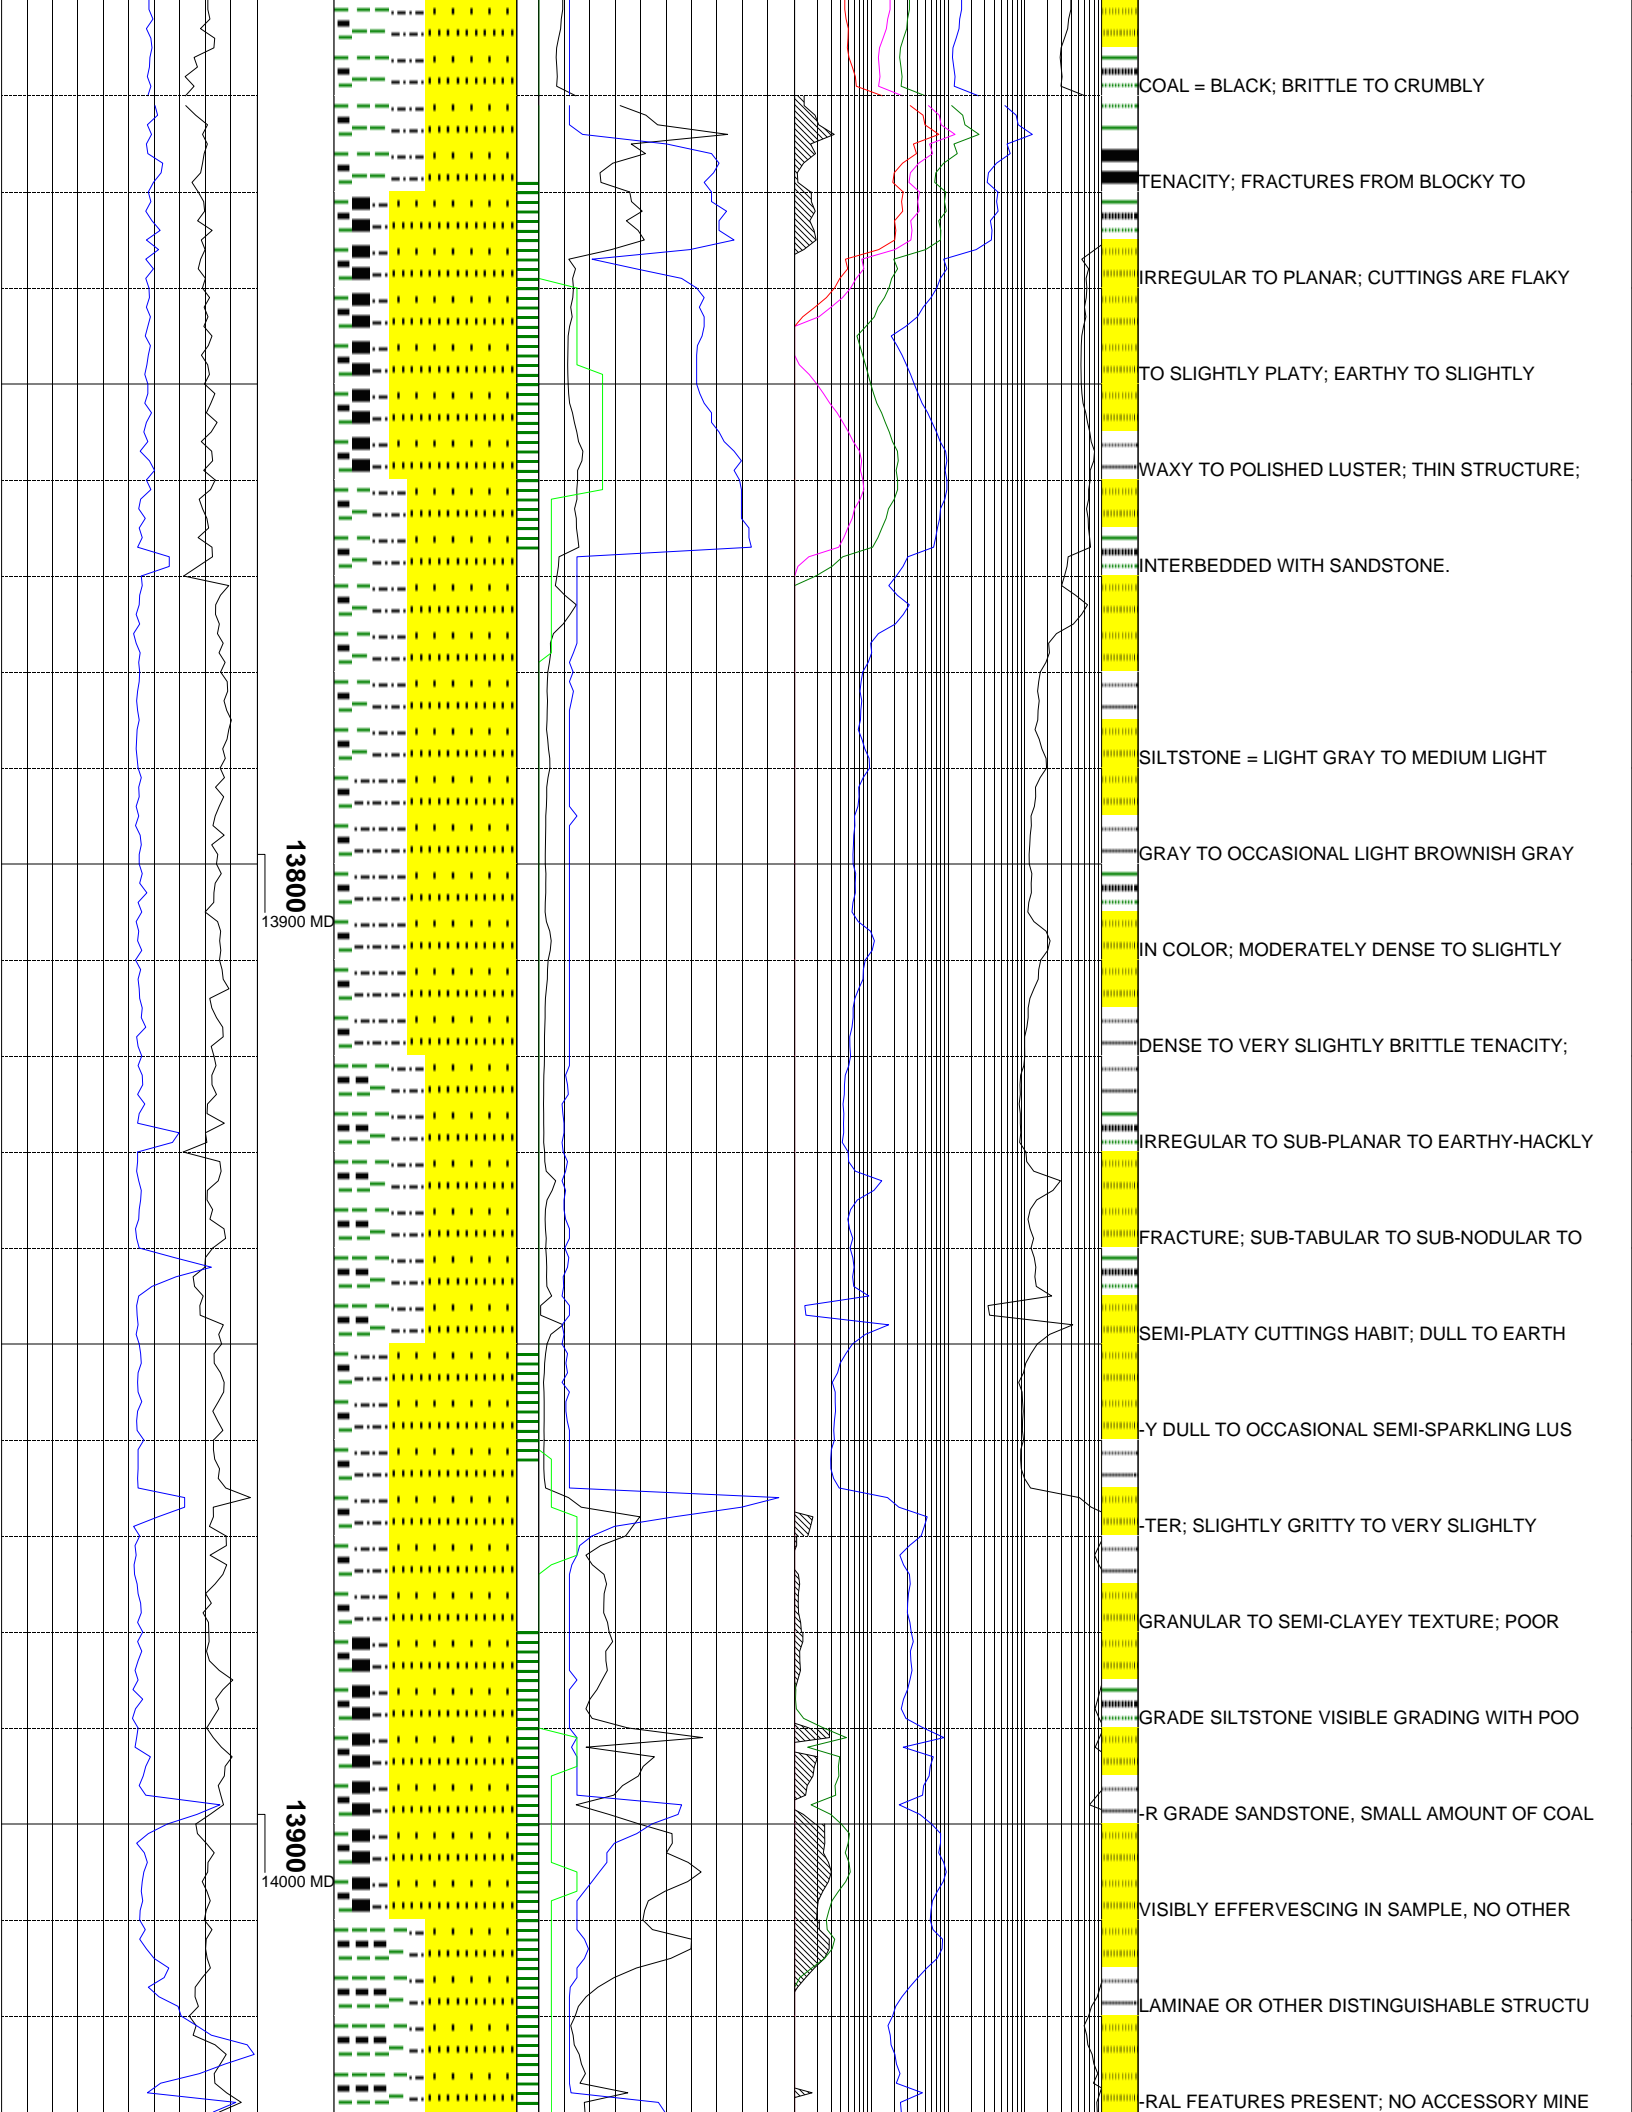 COAL = BLACK; BRITTLE TO CRUMBLY
TENACITY; FRACTURES FROM BLOCKY TO
IRREGULAR TO PLANAR; CUTTINGS ARE FLAKY
TO SLIGHTLY PLATY; EARTHY TO SLIGHTLY
WAXY TO POLISHED LUSTER; THIN STRUCTURE;
INTERBEDDED WITH SANDSTONE.
SILTSTONE = LIGHT GRAY TO MEDIUM LIGHT
GRAY TO OCCASIONAL LIGHT BROWNISH GRAY
13800
13900 MD
IN COLOR; MODERATELY DENSE TO SLIGHTLY
DENSE TO VERY SLIGHTLY BRITTLE TENACITY;
IRREGULAR TO SUB-PLANAR TO EARTHY-HACKLY
FRACTURE; SUB-TABULAR TO SUB-NODULAR TO
SEMI-PLATY CUTTINGS HABIT; DULL TO EARTH
-Y DULL TO OCCASIONAL SEMI-SPARKLING LUS
-TER; SLIGHTLY GRITTY TO VERY SLIGHLTY
GRANULAR TO SEMI-CLAYEY TEXTURE; POOR
GRADE SILTSTONE VISIBLE GRADING WITH POO
-R GRADE SANDSTONE, SMALL AMOUNT OF COAL
13900
14000 MD
VISIBLY EFFERVESCING IN SAMPLE, NO OTHER
LAMINAE OR OTHER DISTINGUISHABLE STRUCTU
-RAL FEATURES PRESENT; NO ACCESSORY MINE